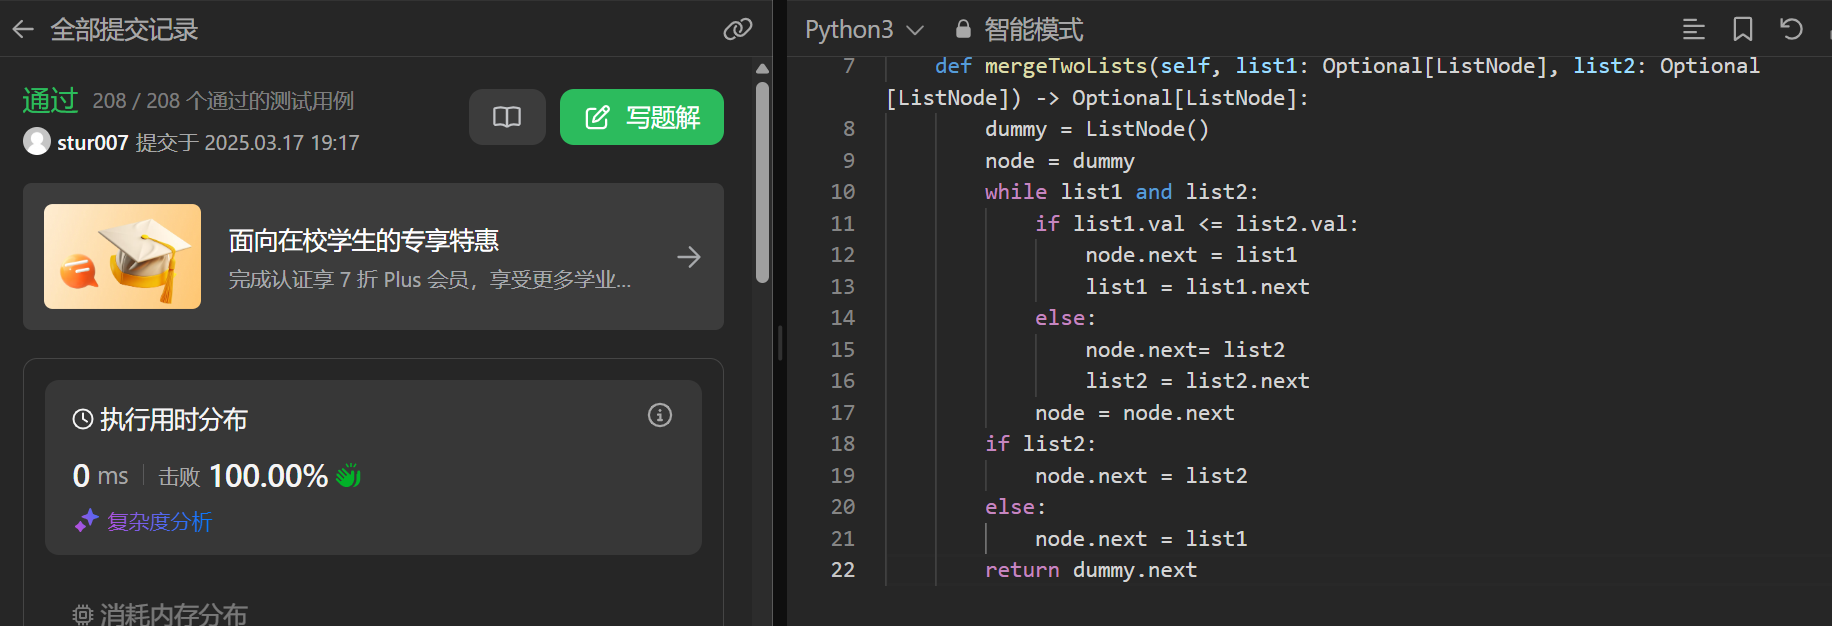 全部提交记录
通过 208 / 208 个通过的测试用例
stur007 提交于 2025.03.17 19:17
写题解
面向在校学生的专享特惠
完成认证享 7 折 Plus 会员，享受更多学业...
执行用时分布
0 ms 击败 100.00%
复杂度分析
消耗内存分布
Python3 智能模式
7 def mergeTwoLists(self, list1: Optional[ListNode], list2: Optional
[ListNode]) -> Optional[ListNode]:
8 dummy = ListNode()
9 node = dummy
10 while list1 and list2:
11 if list1.val <= list2.val:
12 node.next = list1
13 list1 = list1.next
14 else:
15 node.next= list2
16 list2 = list2.next
17 node = node.next
18 if list2:
19 node.next = list2
20 else:
21 node.next = list1
22 return dummy.next